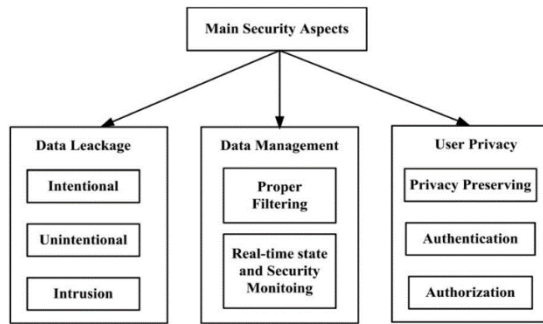 Main Security Aspects
Data Leackage
Intentional
Unintentional
Intrusion
Data Management
Proper
Filtering
Real-time state
and Security
Monitoing
User Privacy
Privacy Preserving
Authentication
Authorization